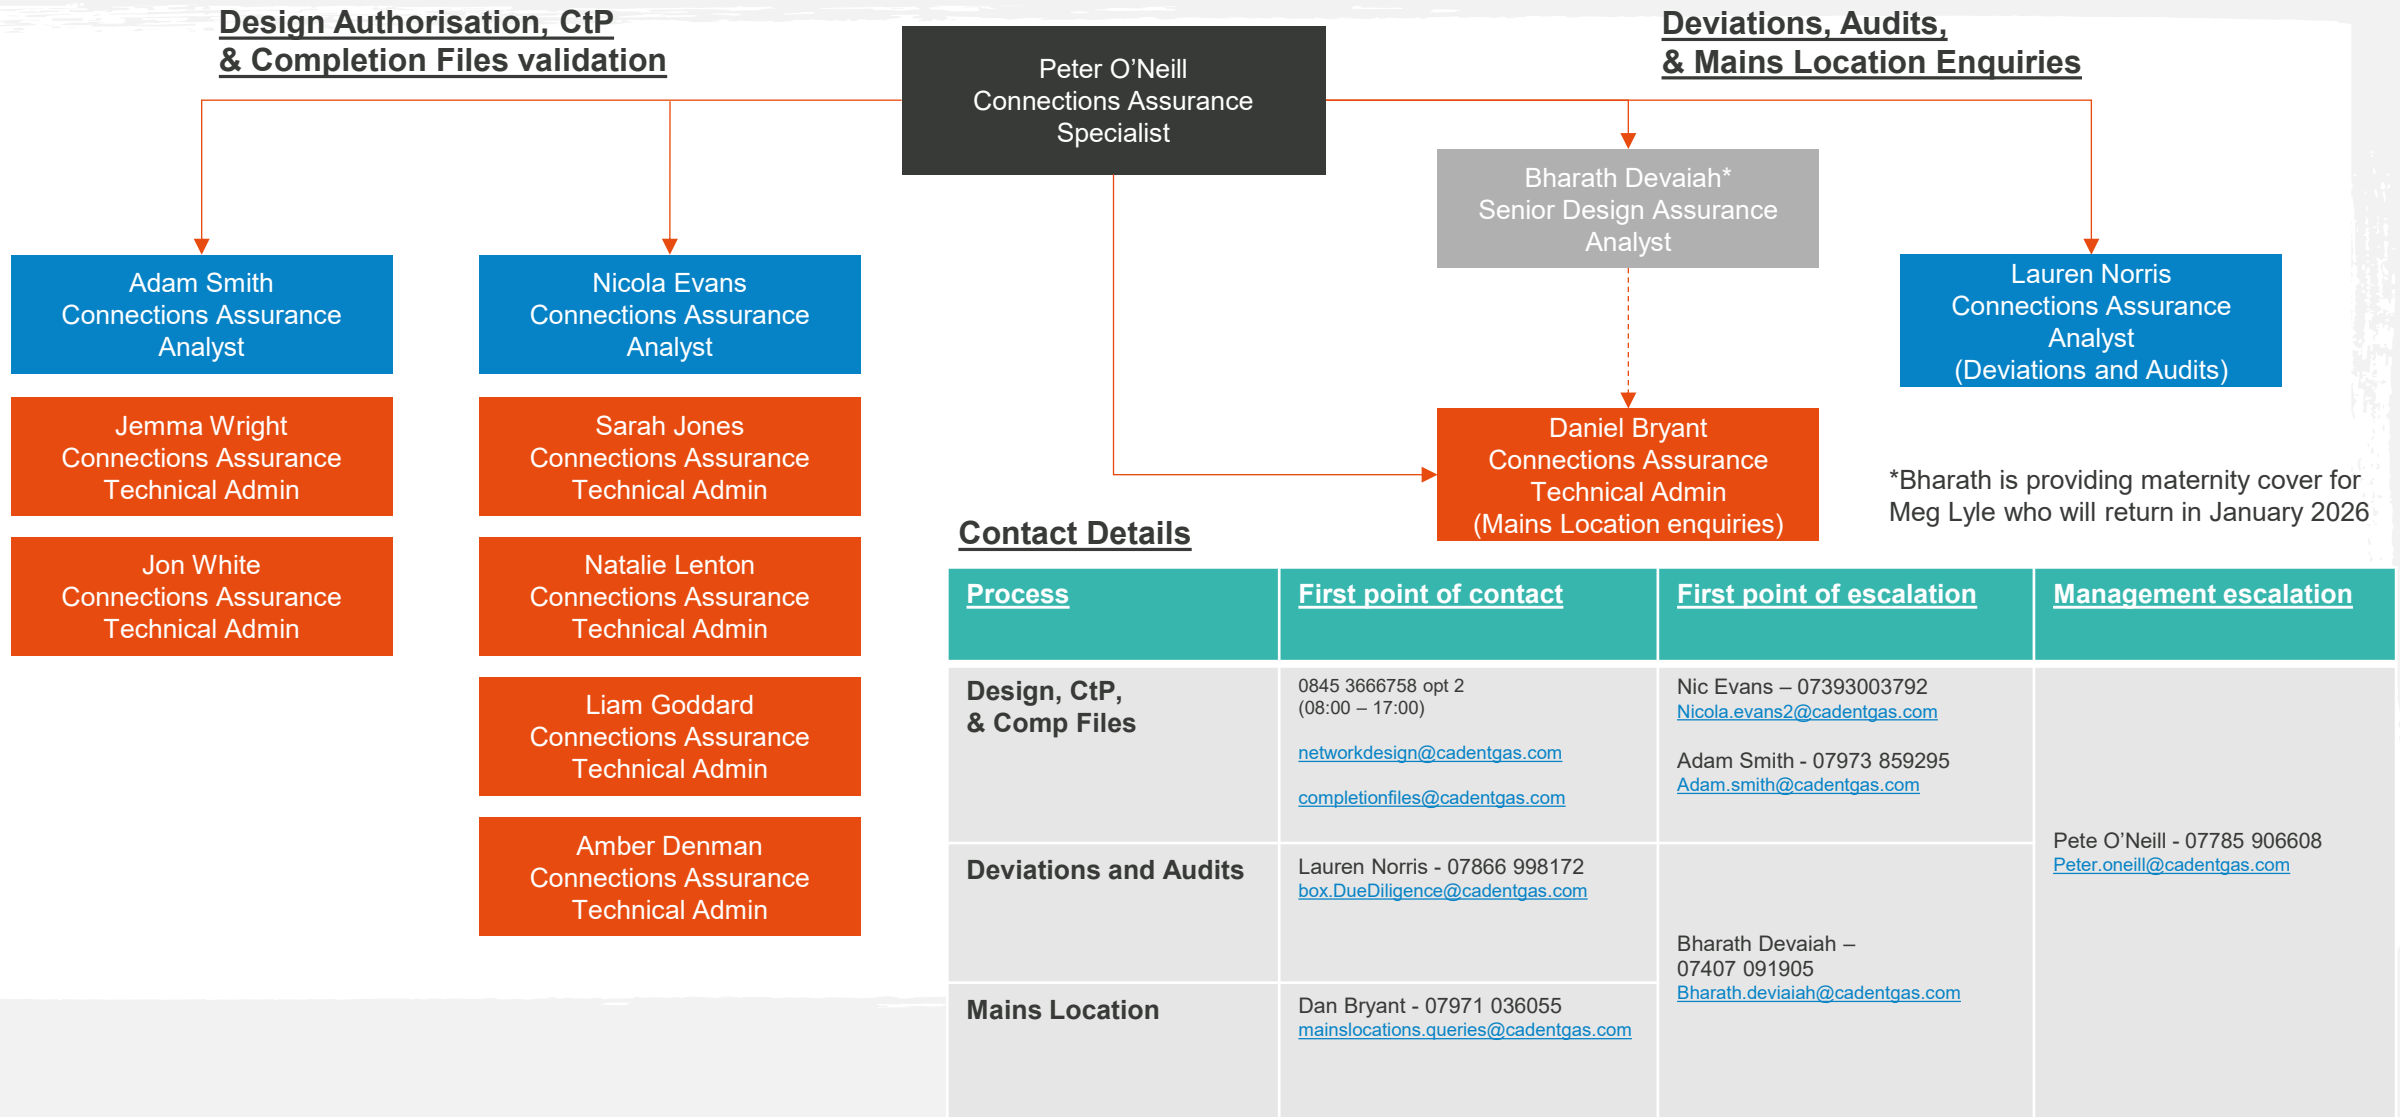 Design Authorisation, CtP
& Completion Files validation
Peter O’Neill
Connections Assurance
Specialist
Deviations, Audits,
& Mains Location Enquiries
Bharath Devaiah*
Senior Design Assurance
Analyst
Adam Smith
Connections Assurance
Analyst
Nicola Evans
Connections Assurance
Analyst
Lauren Norris
Connections Assurance
Analyst
(Deviations and Audits)
Jemma Wright
Connections Assurance
Technical Admin
Sarah Jones
Connections Assurance
Technical Admin
Daniel Bryant
Connections Assurance
Technical Admin
(Mains Location enquiries)
*Bharath is providing maternity cover for
Meg Lyle who will return in January 2026
Jon White
Connections Assurance
Technical Admin
Natalie Lenton
Connections Assurance
Technical Admin
Liam Goddard
Connections Assurance
Technical Admin
Amber Denman
Connections Assurance
Technical Admin
Contact Details
Process
First point of contact
First point of escalation
Management escalation
Design, CtP,
& Comp Files
0845 3666758 opt 2
(08:00 – 17:00)
networkdesign@cadentgas.com
completionfiles@cadentgas.com
Nic Evans – 07393003792
Nicola.evans2@cadentgas.com
Adam Smith - 07973 859295
Adam.smith@cadentgas.com
Pete O’Neill - 07785 906608
Peter.oneill@cadentgas.com
Deviations and Audits
Lauren Norris - 07866 998172
box.DueDiligence@cadentgas.com
Bharath Devaiah –
07407 091905
Bharath.deviaiah@cadentgas.com
Mains Location
Dan Bryant - 07971 036055
mainslocations.queries@cadentgas.com